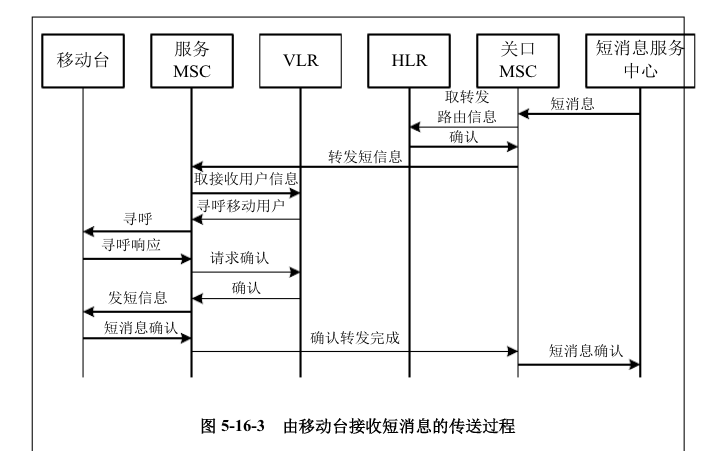 移动台
服务
MSC
VLR
HLR
关口
MSC
短消息服务
中心
取转发
路由信息
短消息
确认
转发短信息
取接收用户信息
寻呼移动用户
寻呼
寻呼响应
请求确认
确认
发短信息
短消息确认
确认转发完成
短消息确认
图 5-16-3 由移动台接收短消息的传送过程